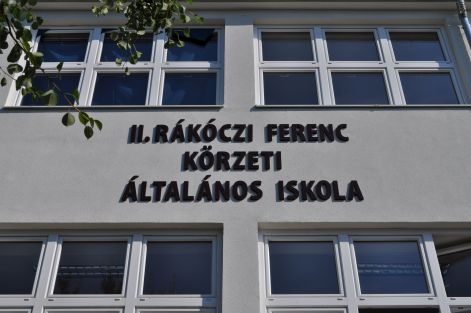 II. RÁKÓCZI FERENC
KÖRZETI
ÁLTALÁNOS ISKOLA